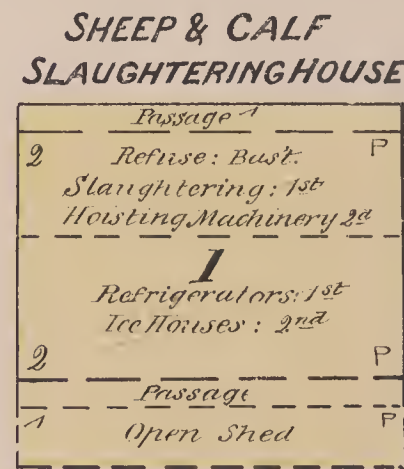 SHEEP & CALF
SLAUGHTERING HOUSE
Passage 1
2 Refuse: Bas't. P
Slaughtering: 1st
Hoisting Machinery 2d
1
Refrigerators: 1st
Ice Houses: 2nd
2 P
Passage
1 Open Shed P